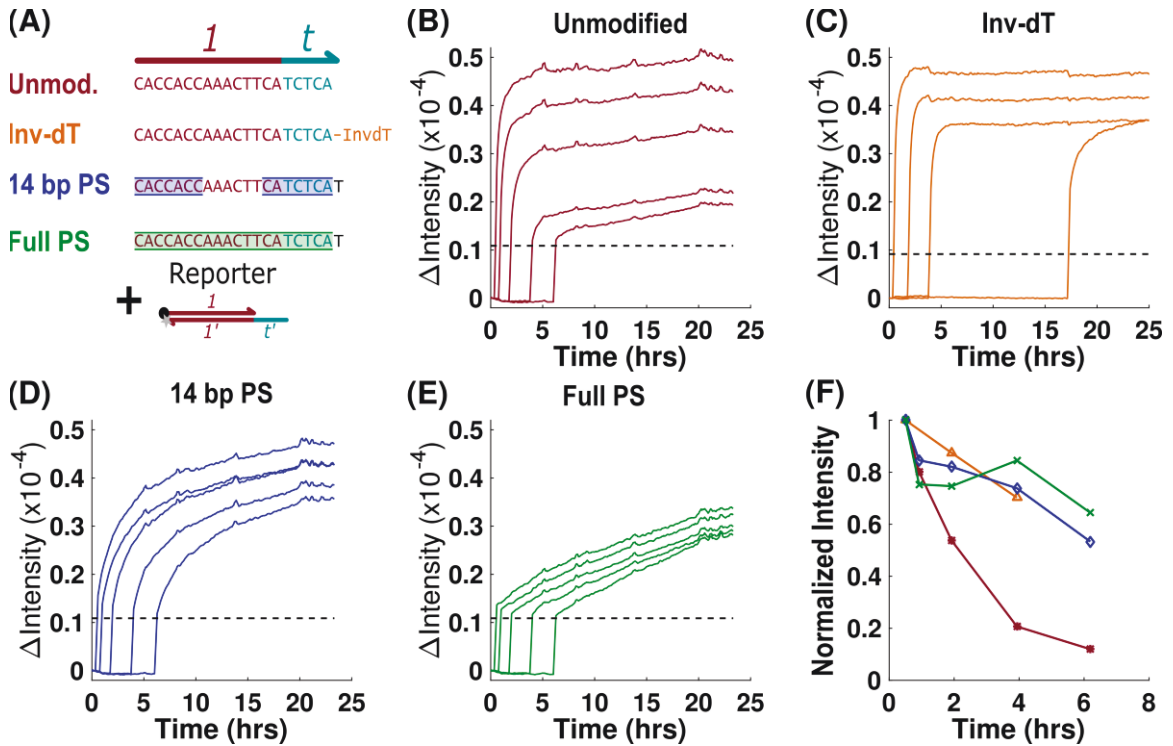 (A)
1 t
Unmod. CACCACCAAACTTCATCTCA
Inv-dT CACCACCAAACTTCATCTCA-InvdT
14 bp PS CACCACCAAACTTCATCTCAT
Full PS CACCACCAAACTTCATCTCAT
+ Reporter
1
1' t'
(B) Unmodified
Δ Intensity (x10⁻⁴)
0.5
0.4
0.3
0.2
0.1
0
0 5 10 15 20 25
Time (hrs)
(C) Inv-dT
Δ Intensity (x10⁻⁴)
0.5
0.4
0.3
0.2
0.1
0
0 5 10 15 20 25
Time (hrs)
(D) 14 bp PS
Δ Intensity (x10⁻⁴)
0.5
0.4
0.3
0.2
0.1
0
0 5 10 15 20 25
Time (hrs)
(E) Full PS
Δ Intensity (x10⁻⁴)
0.5
0.4
0.3
0.2
0.1
0
0 5 10 15 20 25
Time (hrs)
(F)
Normalized Intensity
1
0.8
0.6
0.4
0.2
0
0 2 4 6 8
Time (hrs)